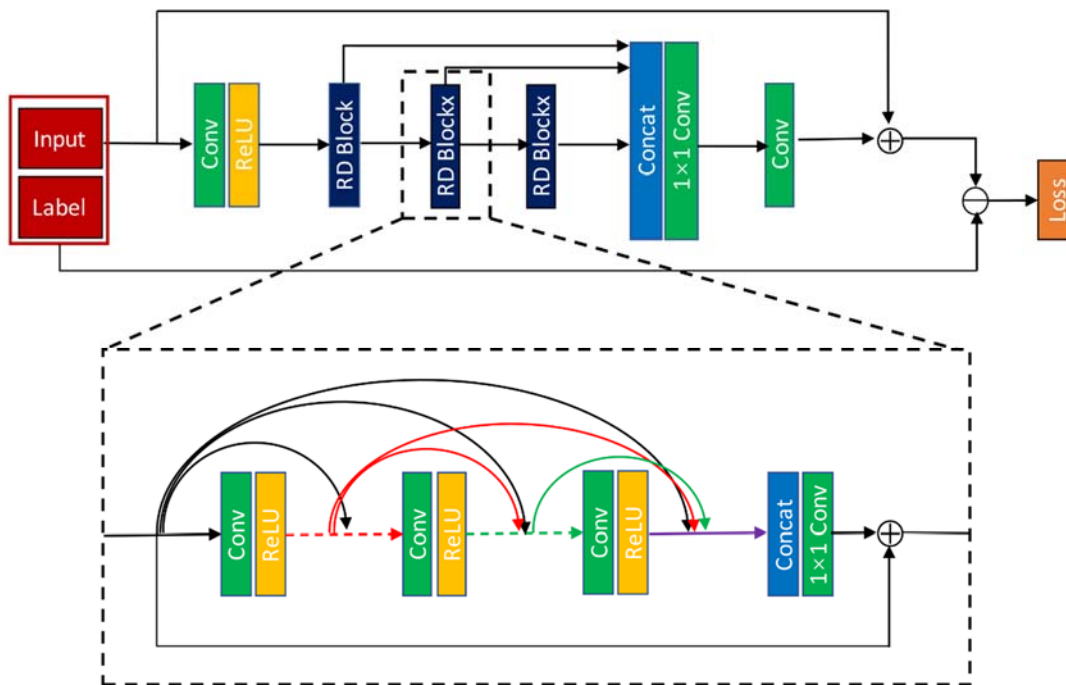 Input
Label
Conv
ReLU
RD Block
RD Blockx
RD Blockx
Concat
1×1 Conv
Conv
Loss
Conv
ReLU
Conv
ReLU
Conv
ReLU
Concat
1×1 Conv